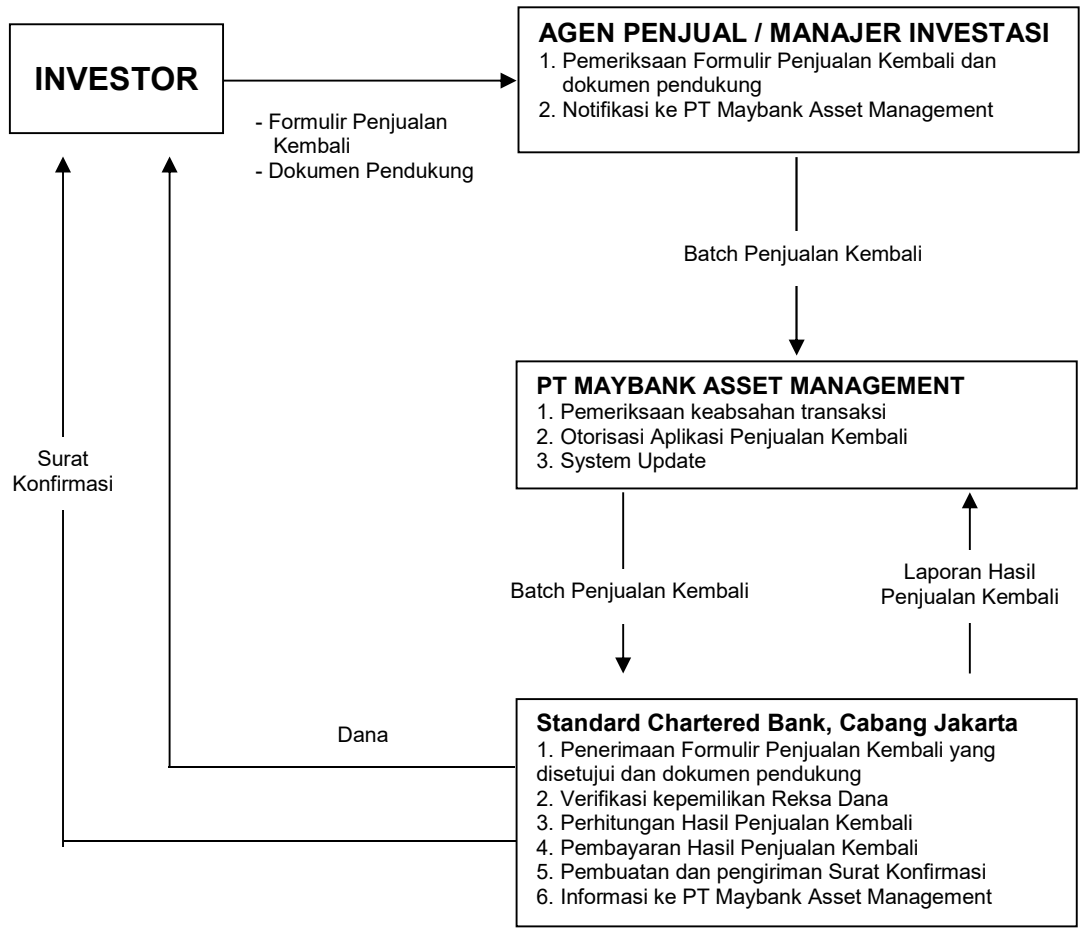 INVESTOR
AGEN PENJUAL / MANAJER INVESTASI
1. Pemeriksaan Formulir Penjualan Kembali dan
dokumen pendukung
2. Notifikasi ke PT Maybank Asset Management
- Formulir Penjualan
Kembali
- Dokumen Pendukung
Batch Penjualan Kembali
PT MAYBANK ASSET MANAGEMENT
1. Pemeriksaan keabsahan transaksi
2. Otorisasi Aplikasi Penjualan Kembali
3. System Update
Surat
Konfirmasi
Batch Penjualan Kembali
Laporan Hasil
Penjualan Kembali
Dana
Standard Chartered Bank, Cabang Jakarta
1. Penerimaan Formulir Penjualan Kembali yang
disetujui dan dokumen pendukung
2. Verifikasi kepemilikan Reksa Dana
3. Perhitungan Hasil Penjualan Kembali
4. Pembayaran Hasil Penjualan Kembali
5. Pembuatan dan pengiriman Surat Konfirmasi
6. Informasi ke PT Maybank Asset Management